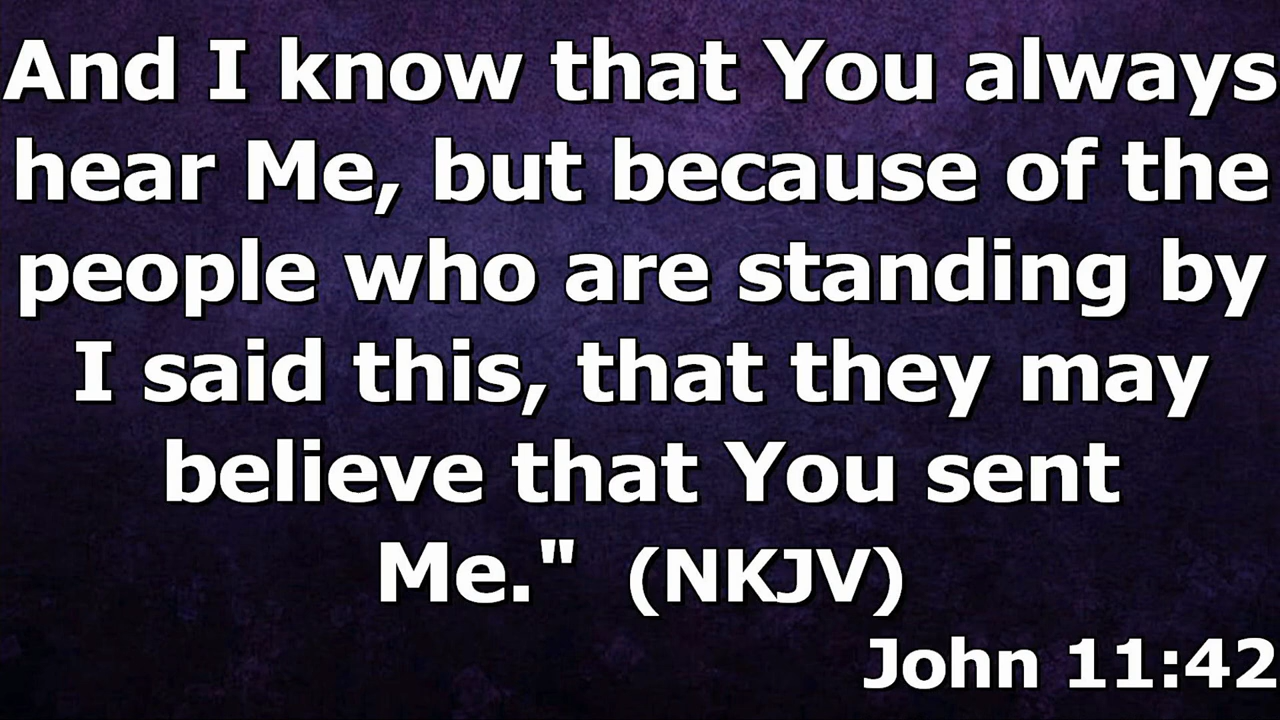 And I know that You always
hear Me, but because of the
people who are standing by
I said this, that they may
believe that You sent
Me." (NKJV)
John 11:42